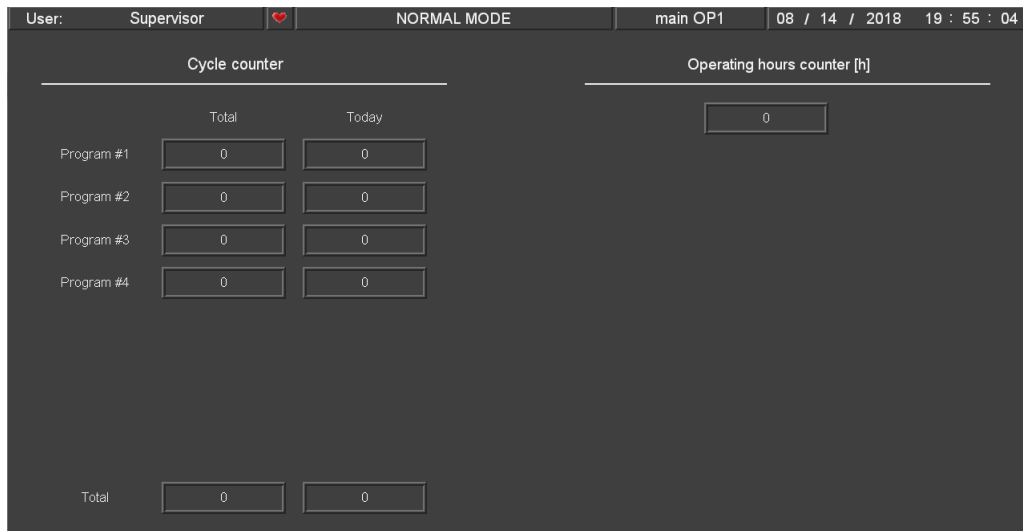 User: Supervisor NORMAL MODE main OP1 08 / 14 / 2018 19 : 55 : 04
Cycle counter Operating hours counter [h]
Total Today 0
Program #1 0 0
Program #2 0 0
Program #3 0 0
Program #4 0 0
Total 0 0